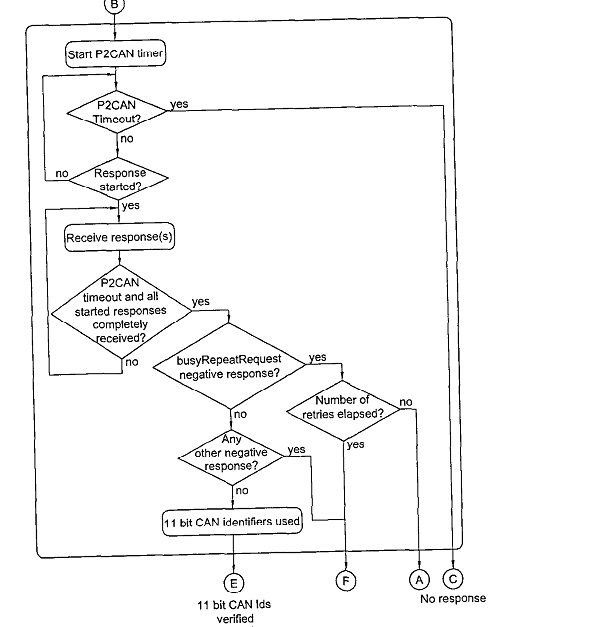 B
Start P2CAN timer
P2CAN
Timeout?
yes
no
Response
started?
no
yes
Receive response(s)
P2CAN
timeout and all
started responses
completely
received?
yes
no
busyRepeatRequest
negative response?
yes
no
Number of
retries elapsed?
no
yes
Any
other negative
response?
yes
no
11 bit CAN identifiers used
E
F
A
C
11 bit CAN Ids
verified
No response